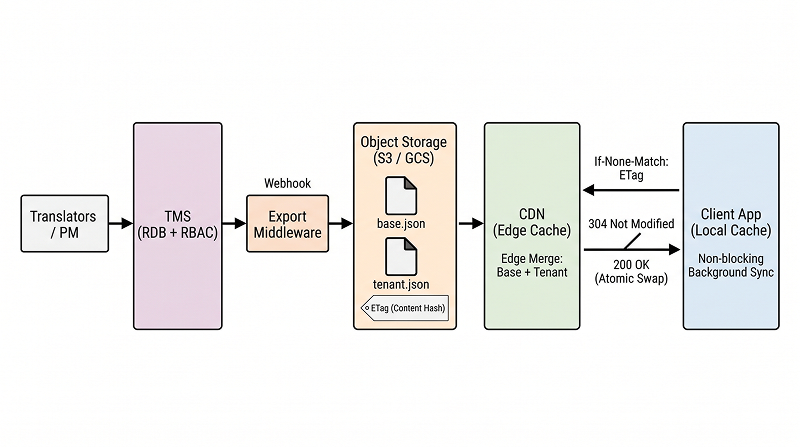 Translators
/ PM
TMS
(RDB + RBAC)
Webhook
Export
Middleware
Object Storage
(S3 / GCS)
base.json
tenant.json
ETag (Content Hash)
CDN
(Edge Cache)
Edge Merge:
Base + Tenant
If-None-Match:
ETag
304 Not Modified
200 OK
(Atomic Swap)
Client App
(Local Cache)
Non-blocking
Background Sync